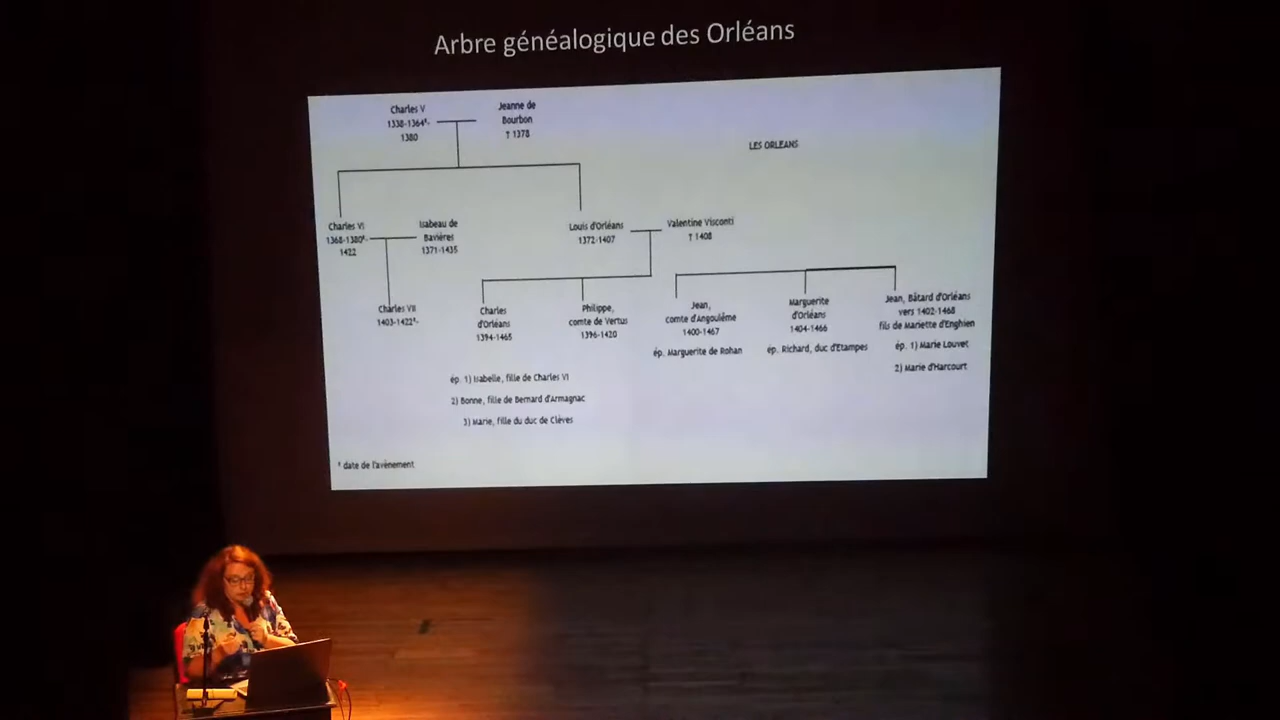 Arbre généalogique des Orléans
Charles V
1338-1364¹-
1380
Jeanne de
Bourbon
† 1378
LES ORLEANS
Charles VI
1368-1380¹-
1422
Isabeau de
Bavières
1371-1435
Louis d'Orléans
1372-1407
Valentine Visconti
† 1408
Charles VII
1403-1422¹-
Charles
d'Orléans
1394-1465
Philippe,
comte de Vertus
1396-1420
Jean,
comte d'Angoulême
1400-1467
ép. Marguerite de Rohan
Marguerite
d'Orléans
1404-1466
ép. Richard, duc d'Etampes
Jean, Bâtard d'Orléans
vers 1402-1468
fils de Mariette d'Enghien
ép. 1) Marie Louvet
2) Marie d'Harcourt
ép. 1) Isabelle, fille de Charles VI
2) Bonne, fille de Bernard d'Armagnac
3) Marie, fille du duc de Clèves
¹ date de l'avènement